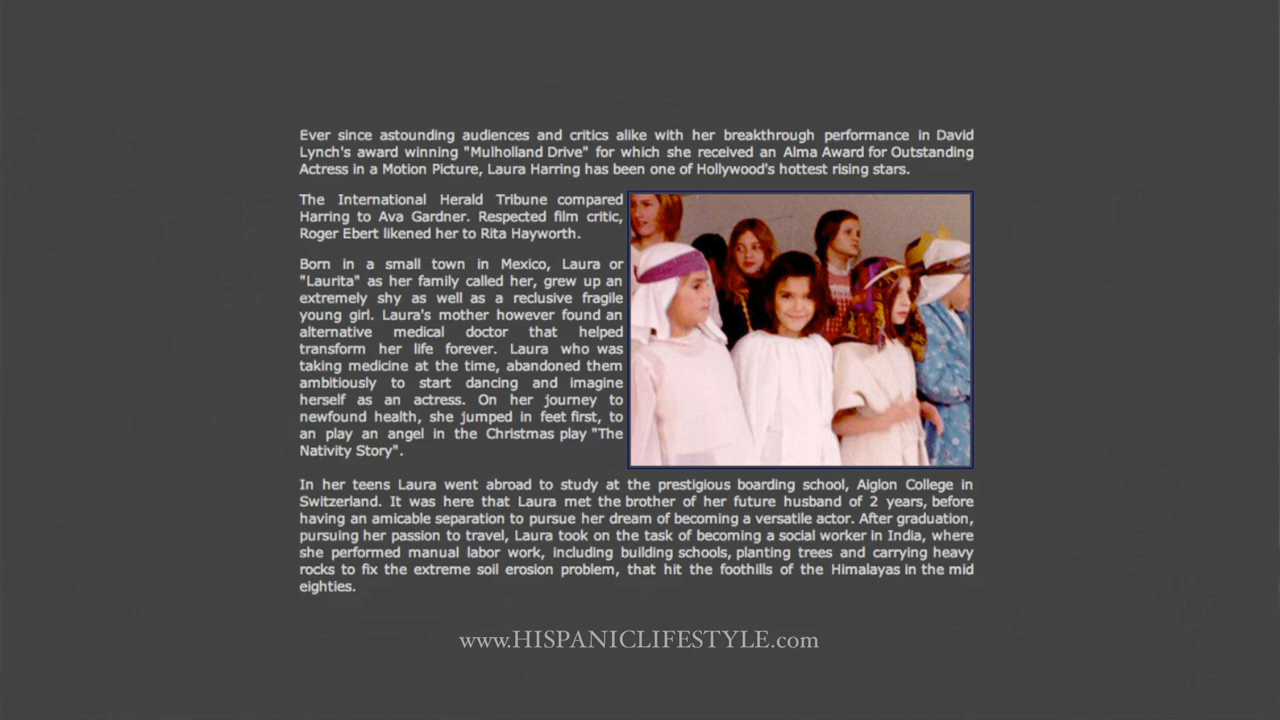 Ever since astounding audiences and critics alike with her breakthrough performance in David
Lynch's award winning "Mulholland Drive" for which she received an Alma Award for Outstanding
Actress in a Motion Picture, Laura Harring has been one of Hollywood's hottest rising stars.
The International Herald Tribune compared
Harring to Ava Gardner. Respected film critic,
Roger Ebert likened her to Rita Hayworth.
Born in a small town in Mexico, Laura or
"Laurita" as her family called her, grew up an
extremely shy as well as a reclusive fragile
young girl. Laura's mother however found an
alternative medical doctor that helped
transform her life forever. Laura who was
taking medicine at the time, abandoned them
ambitiously to start dancing and imagine
herself as an actress. On her journey to
newfound health, she jumped in feet first, to
an play an angel in the Christmas play "The
Nativity Story".
In her teens Laura went abroad to study at the prestigious boarding school, Aiglon College in
Switzerland. It was here that Laura met the brother of her future husband of 2 years, before
having an amicable separation to pursue her dream of becoming a versatile actor. After graduation,
pursuing her passion to travel, Laura took on the task of becoming a social worker in India, where
she performed manual labor work, including building schools, planting trees and carrying heavy
rocks to fix the extreme soil erosion problem, that hit the foothills of the Himalayas in the mid
eighties.
www.HISPANICLIFESTYLE.com